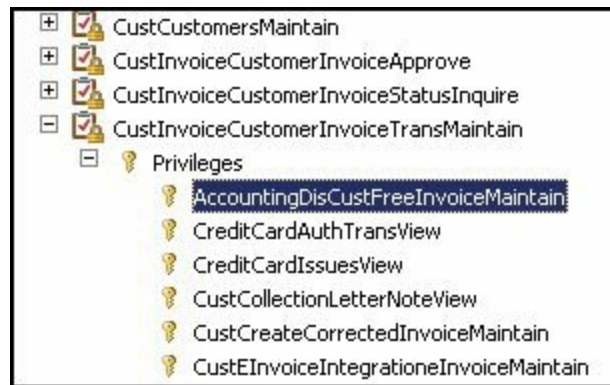 CustCustomersMaintain
CustInvoiceCustomerInvoiceApprove
CustInvoiceCustomerInvoiceStatusInquire
CustInvoiceCustomerInvoiceTransMaintain
Privileges
AccountingDisCustFreeInvoiceMaintain
CreditCardAuthTransView
CreditCardIssuesView
CustCollectionLetterNoteView
CustCreateCorrectedInvoiceMaintain
CustEInvoiceIntegrationeInvoiceMaintain